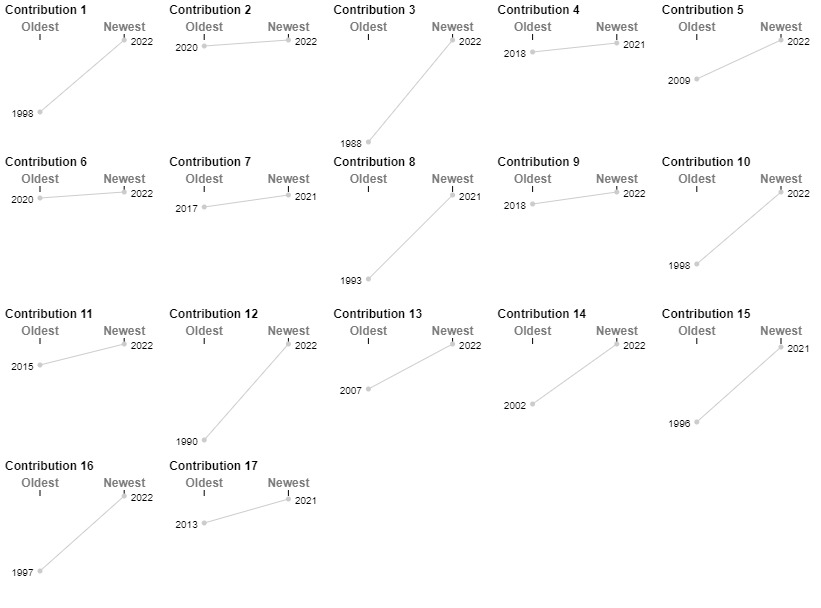 Contribution 1
Oldest Newest
2022
1998
Contribution 2
Oldest Newest
2020 2022
Contribution 3
Oldest Newest
2022
1988
Contribution 4
Oldest Newest
2018 2021
Contribution 5
Oldest Newest
2022
2009
Contribution 6
Oldest Newest
2020 2022
Contribution 7
Oldest Newest
2017 2021
Contribution 8
Oldest Newest
2021
1993
Contribution 9
Oldest Newest
2018 2022
Contribution 10
Oldest Newest
2022
1998
Contribution 11
Oldest Newest
2022
2015
Contribution 12
Oldest Newest
2022
1990
Contribution 13
Oldest Newest
2022
2007
Contribution 14
Oldest Newest
2022
2002
Contribution 15
Oldest Newest
2021
1996
Contribution 16
Oldest Newest
2022
1997
Contribution 17
Oldest Newest
2021
2013